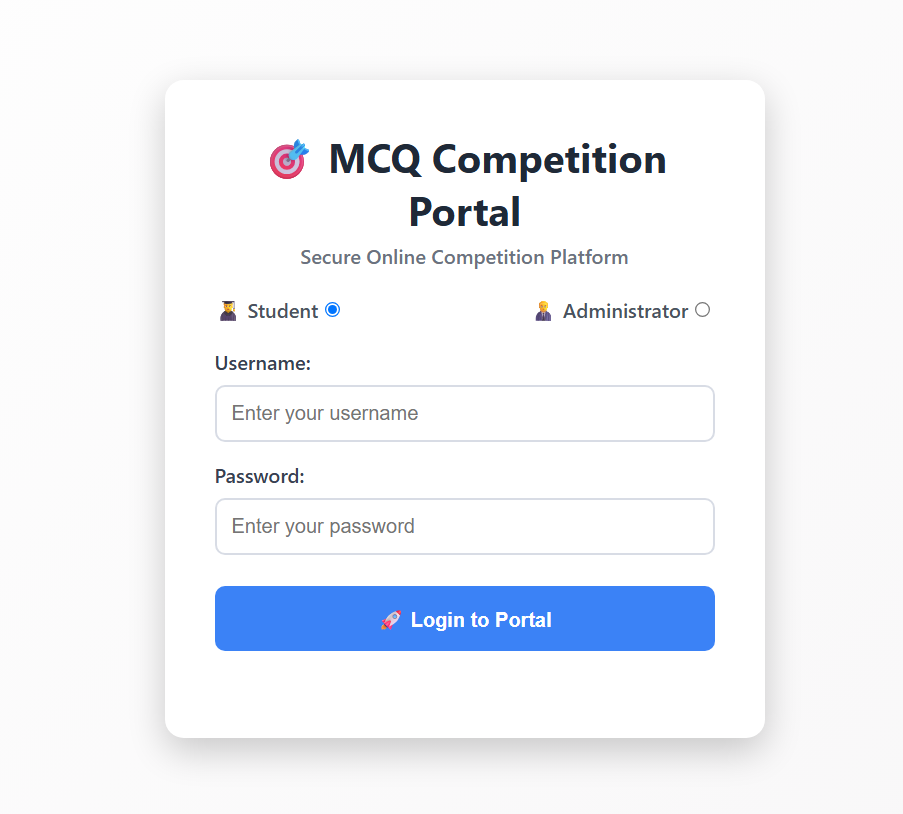 MCQ Competition
Portal
Secure Online Competition Platform
Student
Administrator
Username:
Enter your username
Password:
Enter your password
Login to Portal